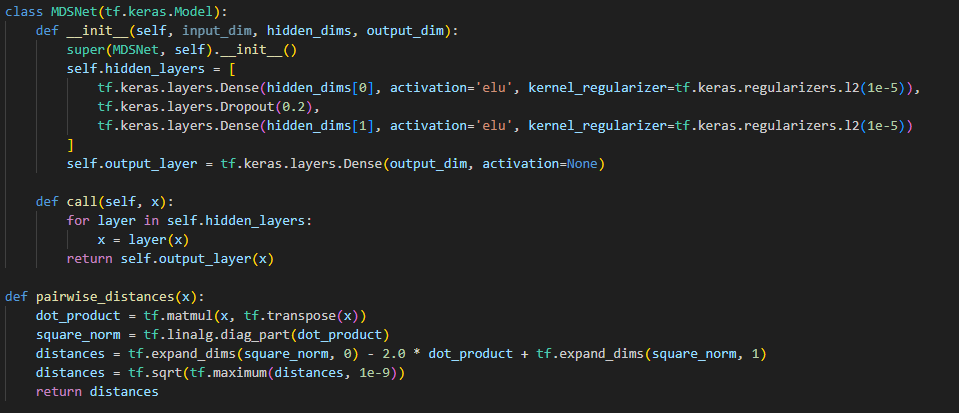 class MDSNet(tf.keras.Model):
    def __init__(self, input_dim, hidden_dims, output_dim):
        super(MDSNet, self).__init__()
        self.hidden_layers = [
            tf.keras.layers.Dense(hidden_dims[0], activation='elu', kernel_regularizer=tf.keras.regularizers.l2(1e-5)),
            tf.keras.layers.Dropout(0.2),
            tf.keras.layers.Dense(hidden_dims[1], activation='elu', kernel_regularizer=tf.keras.regularizers.l2(1e-5))
        ]
        self.output_layer = tf.keras.layers.Dense(output_dim, activation=None)

    def call(self, x):
        for layer in self.hidden_layers:
            x = layer(x)
        return self.output_layer(x)

def pairwise_distances(x):
    dot_product = tf.matmul(x, tf.transpose(x))
    square_norm = tf.linalg.diag_part(dot_product)
    distances = tf.expand_dims(square_norm, 0) - 2.0 * dot_product + tf.expand_dims(square_norm, 1)
    distances = tf.sqrt(tf.maximum(distances, 1e-9))
    return distances